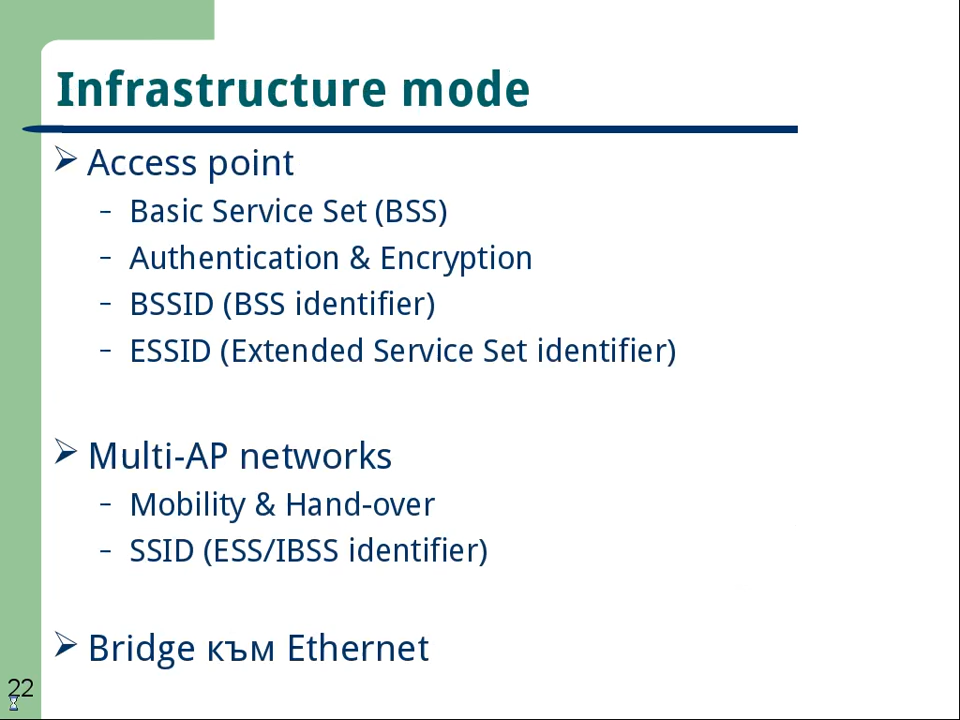 Infrastructure mode
Access point
– Basic Service Set (BSS)
– Authentication & Encryption
– BSSID (BSS identifier)
– ESSID (Extended Service Set identifier)
Multi-AP networks
– Mobility & Hand-over
– SSID (ESS/IBSS identifier)
Bridge към Ethernet
22